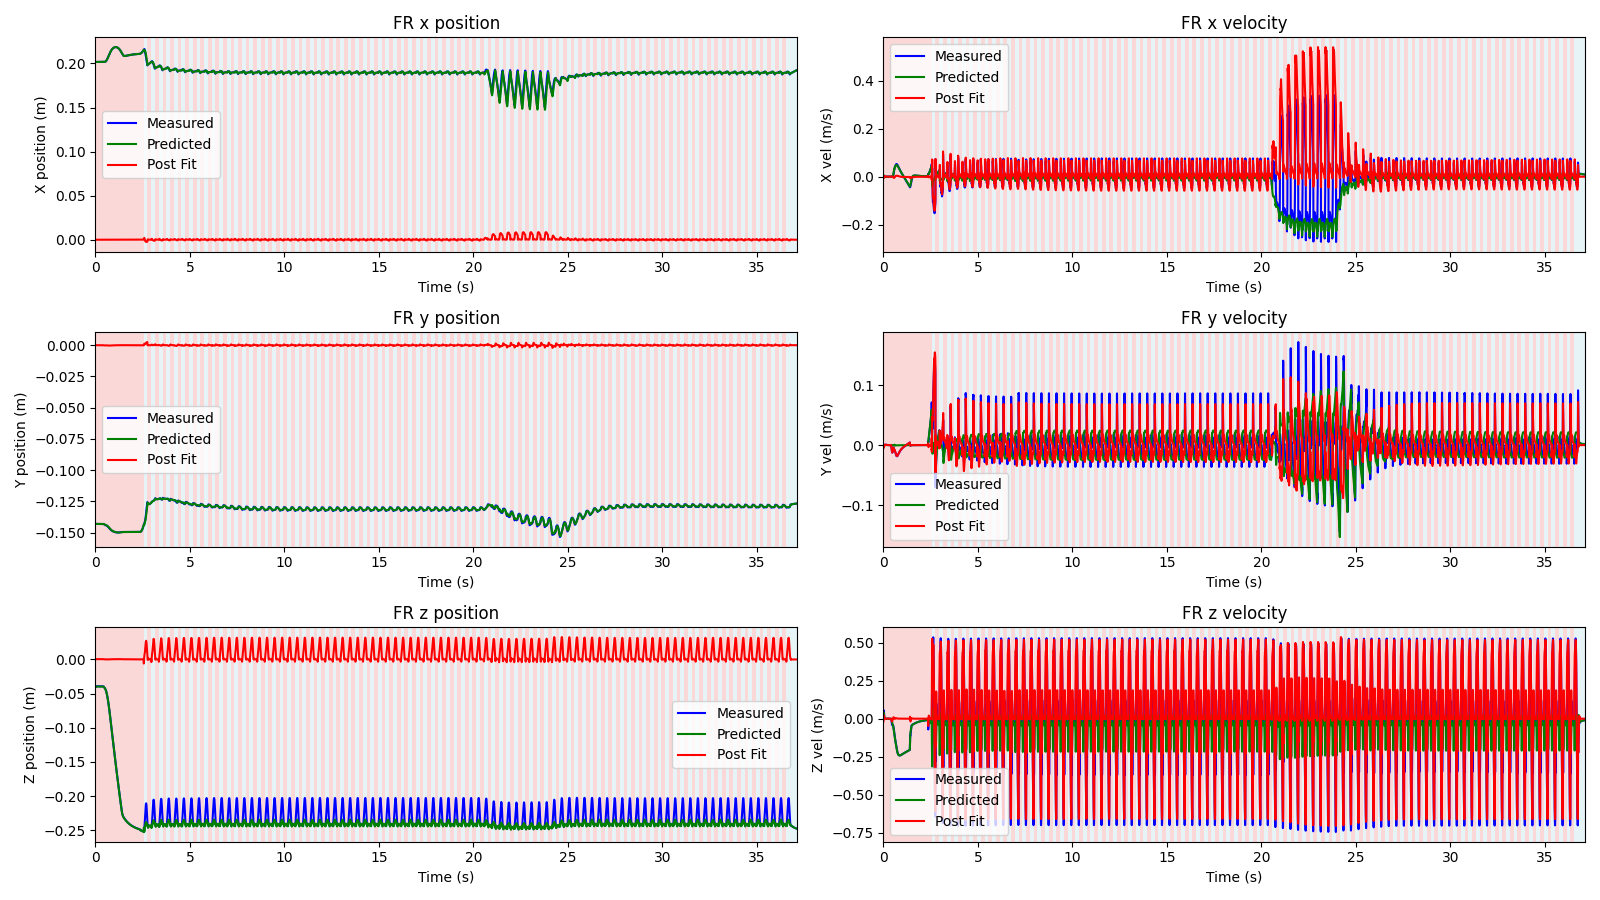 FR x position
X position (m)
0.20
0.15
0.10
0.05
0.00
Measured
Predicted
Post Fit
0 5 10 15 20 25 30 35
Time (s)
FR x velocity
X vel (m/s)
0.4
0.2
0.0
−0.2
Measured
Predicted
Post Fit
0 5 10 15 20 25 30 35
Time (s)
FR y position
Y position (m)
0.000
−0.025
−0.050
−0.075
−0.100
−0.125
−0.150
Measured
Predicted
Post Fit
0 5 10 15 20 25 30 35
Time (s)
FR y velocity
Y vel (m/s)
0.1
0.0
−0.1
Measured
Predicted
Post Fit
0 5 10 15 20 25 30 35
Time (s)
FR z position
Z position (m)
0.00
−0.05
−0.10
−0.15
−0.20
−0.25
Measured
Predicted
Post Fit
0 5 10 15 20 25 30 35
Time (s)
FR z velocity
Z vel (m/s)
0.50
0.25
0.00
−0.25
−0.50
−0.75
Measured
Predicted
Post Fit
0 5 10 15 20 25 30 35
Time (s)